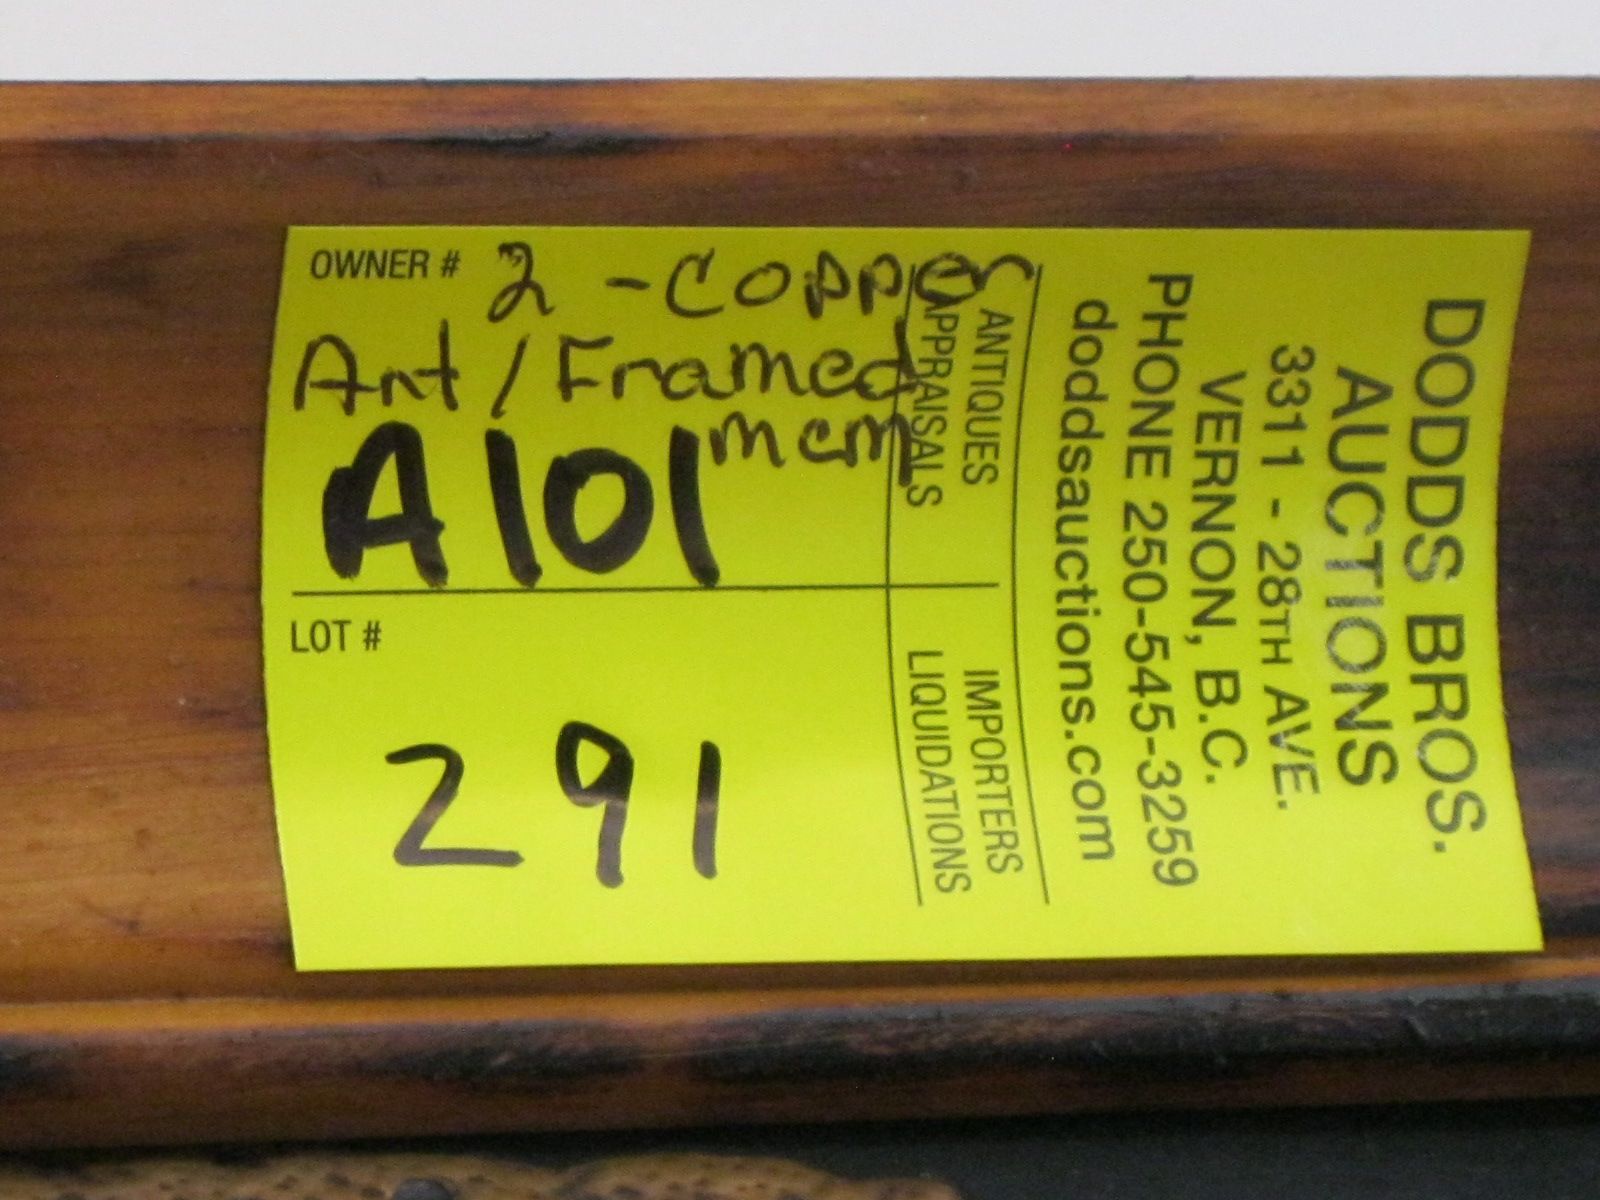 OWNER # 2 - COPPER
Art / Framed
mcm
A101
LOT #
291
DODDS BROS.
AUCTIONS
3311 - 28TH AVE.
VERNON, B.C.
PHONE 250-545-3259
doddsauctions.com
ANTIQUES IMPORTERS
APPRAISALS LIQUIDATIONS